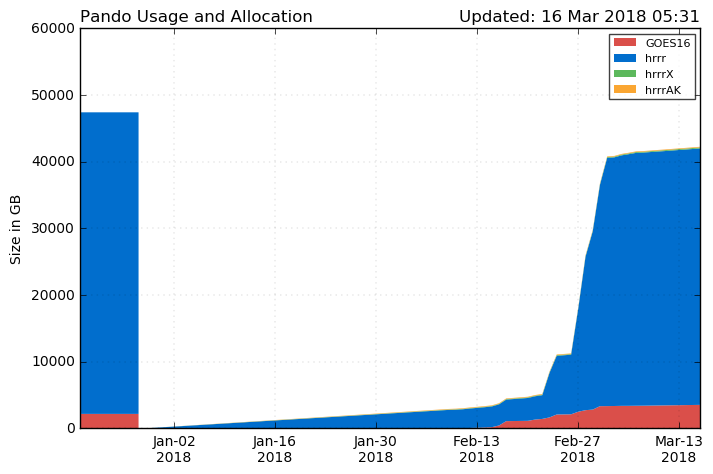 Pando Usage and Allocation
Updated: 16 Mar 2018 05:31
GOES16
hrrr
hrrrX
hrrrAK
Size in GB
60000
50000
40000
30000
20000
10000
0
Jan-02
2018
Jan-16
2018
Jan-30
2018
Feb-13
2018
Feb-27
2018
Mar-13
2018